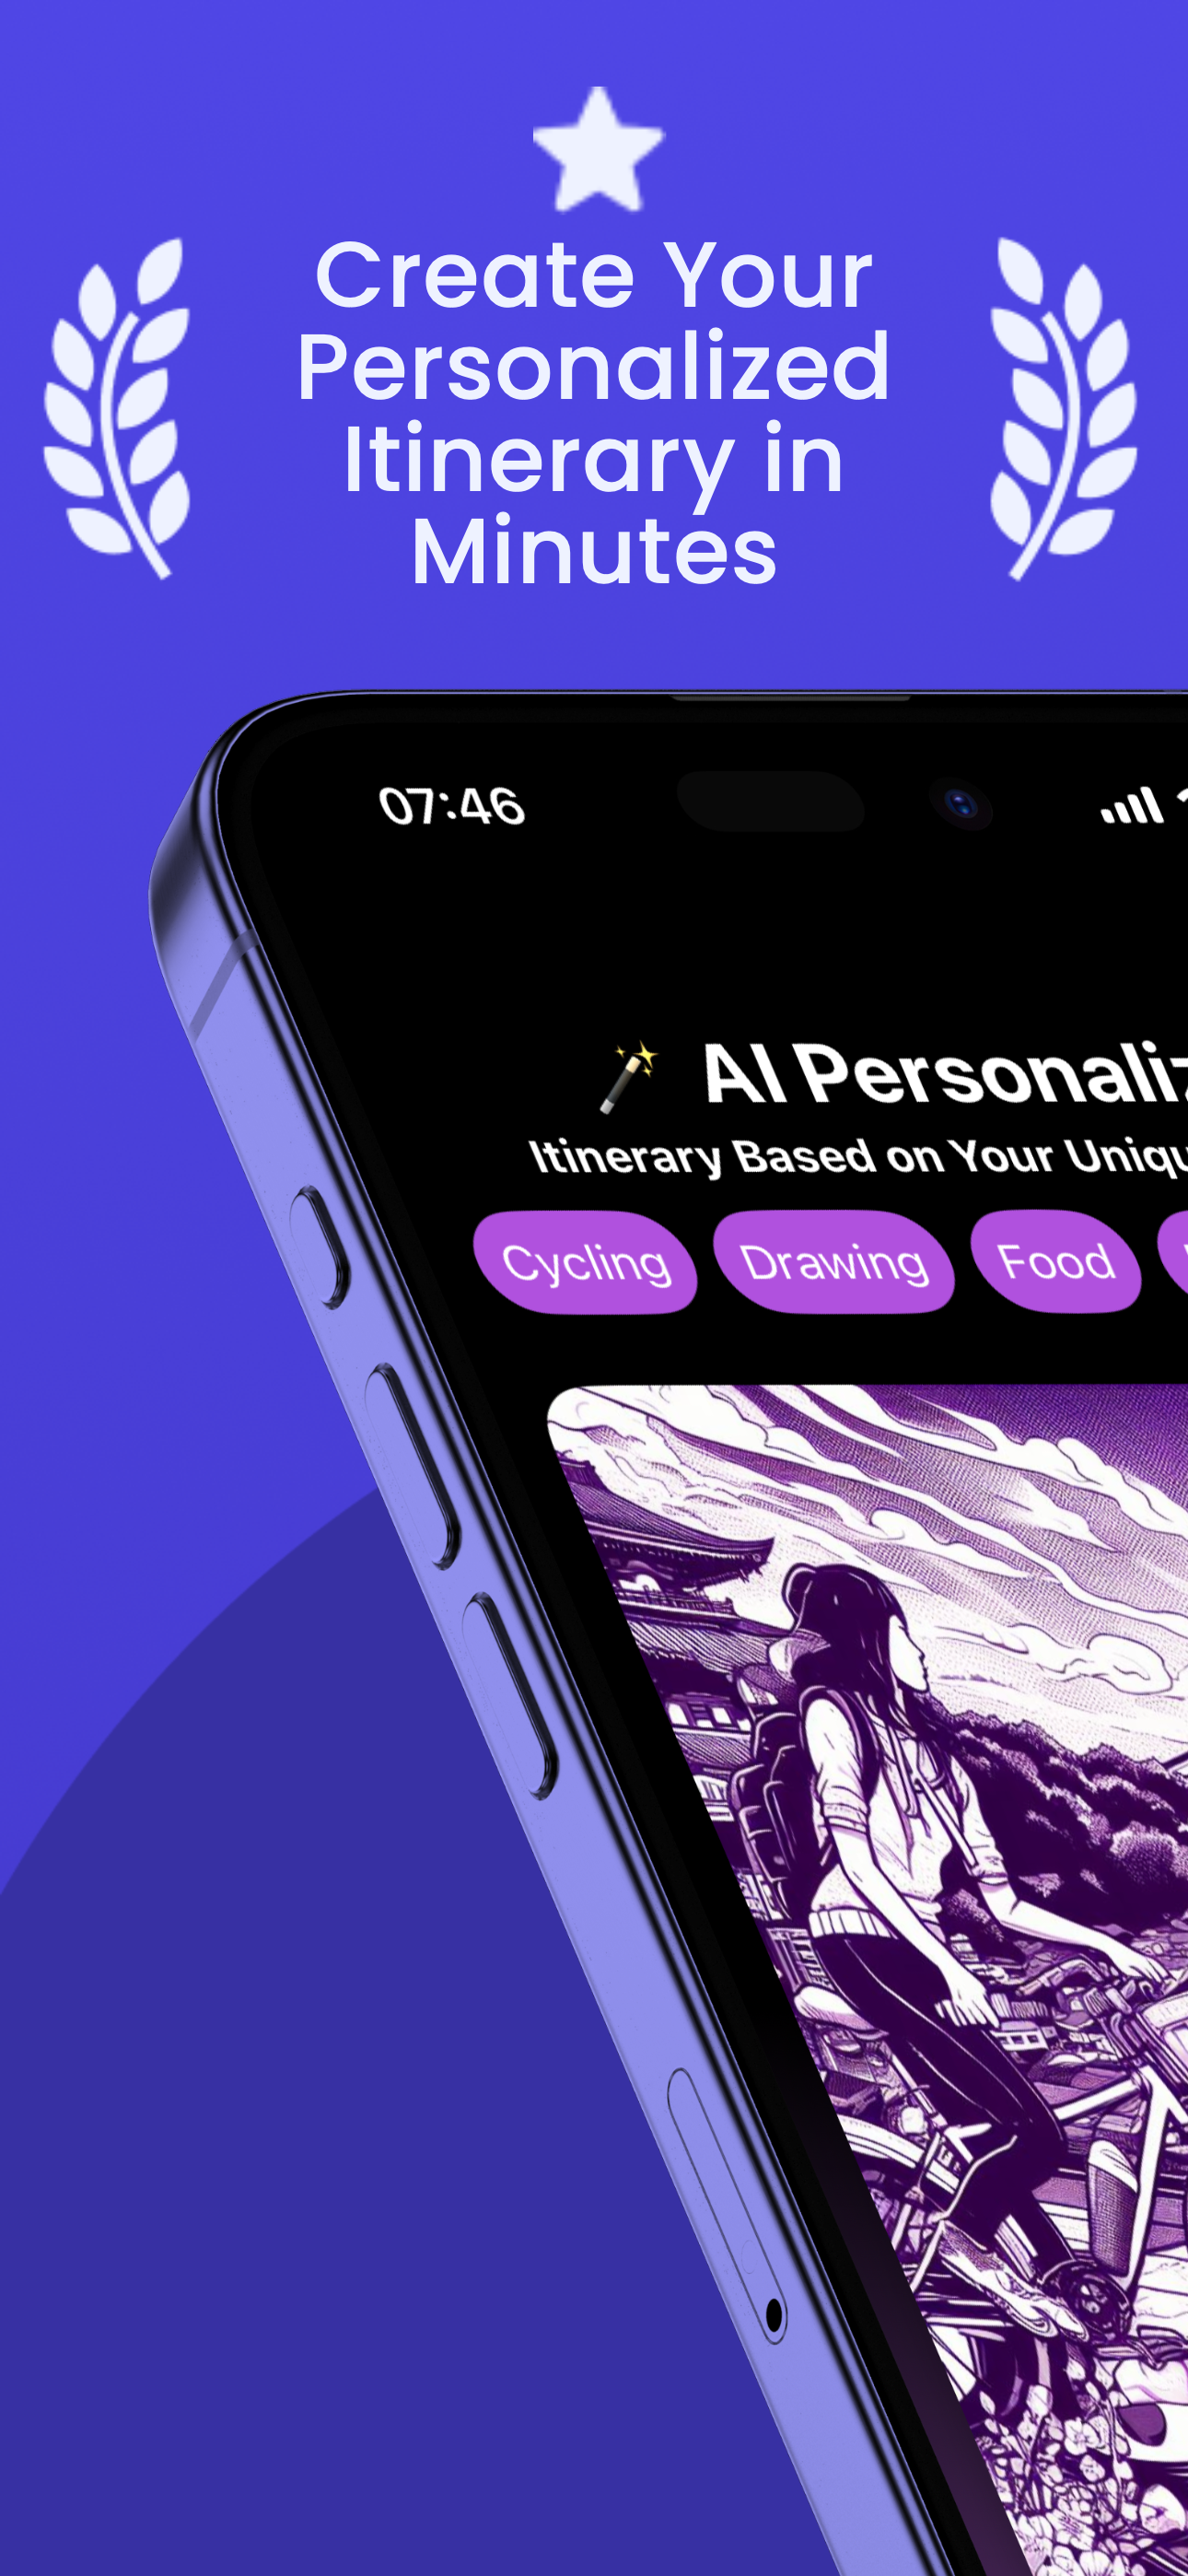 Create Your
Personalized
Itinerary in
Minutes
07:46
AI Personaliz
Itinerary Based on Your Uniqu
Cycling Drawing Food